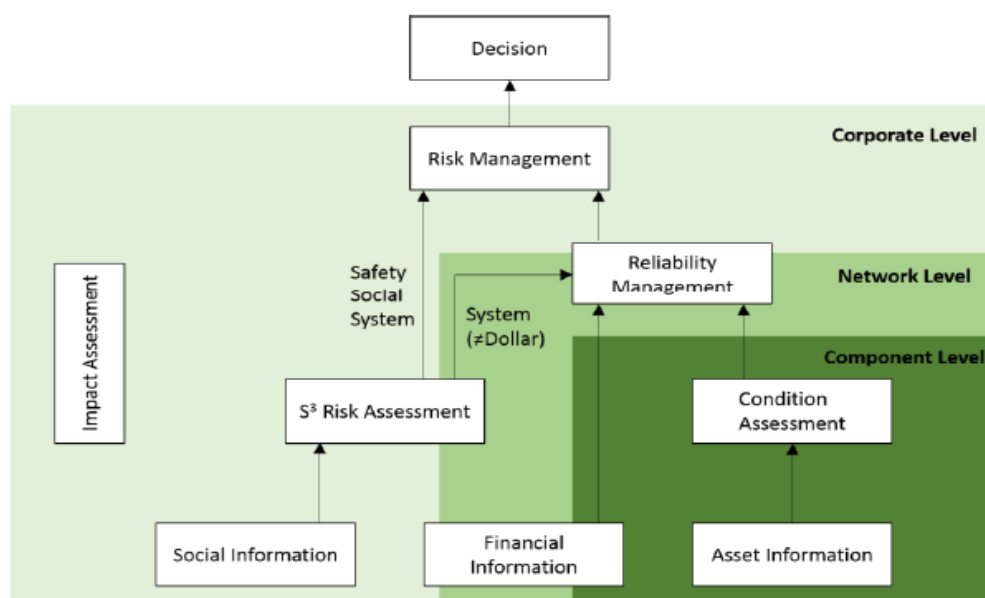 Decision
Corporate Level
Risk Management
Reliability
Management
Network Level
Safety
Social
System
System
(≠Dollar)
Component Level
Impact Assessment
S³ Risk Assessment
Condition
Assessment
Social Information
Financial
Information
Asset Information